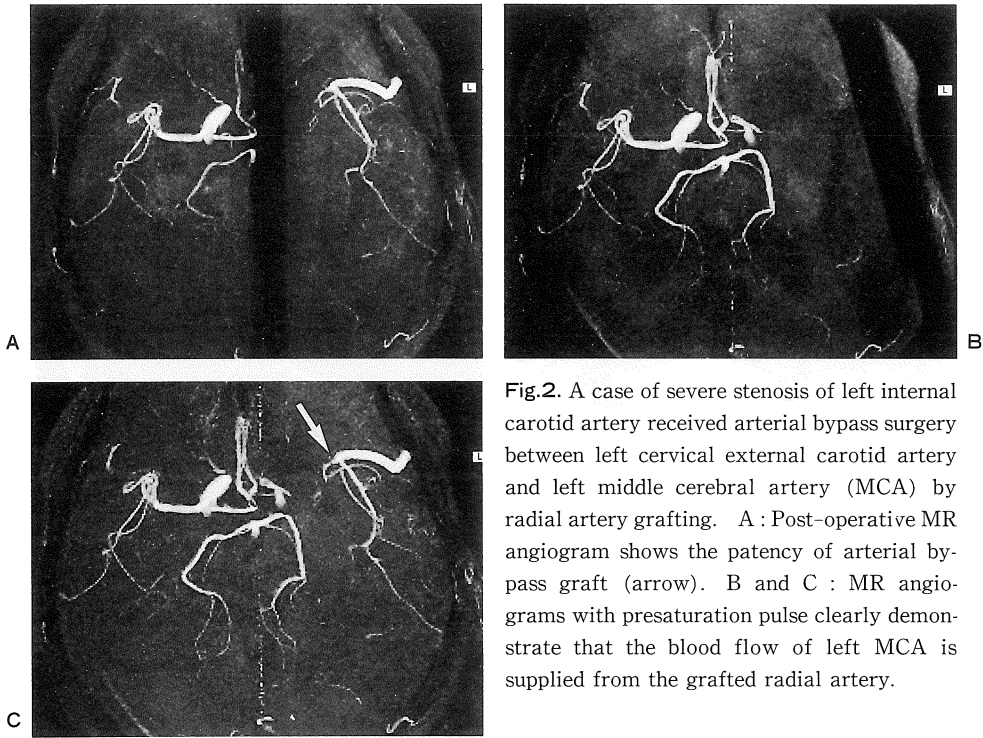 L
L
A
B
L
C
Fig.2. A case of severe stenosis of left internal
carotid artery received arterial bypass surgery
between left cervical external carotid artery
and left middle cerebral artery (MCA) by
radial artery grafting. A : Post-operative MR
angiogram shows the patency of arterial by-
pass graft (arrow). B and C : MR angio-
grams with presaturation pulse clearly demon-
strate that the blood flow of left MCA is
supplied from the grafted radial artery.